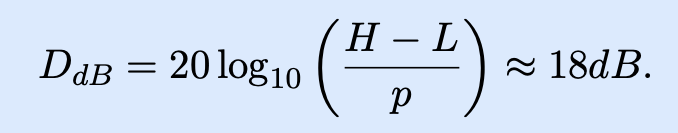 D_{dB} = 20 \log_{10} \left( \frac{H - L}{p} \right) \approx 18dB.